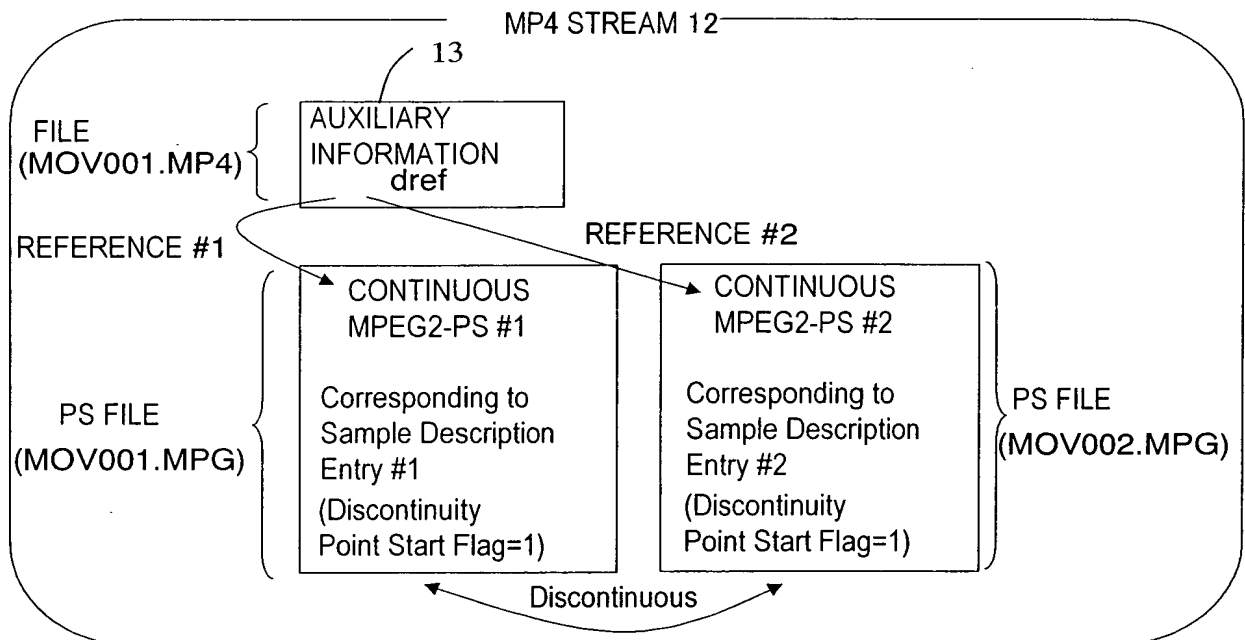 MP4 STREAM 12
13
FILE
(MOV001.MP4)
AUXILIARY
INFORMATION
dref
REFERENCE #1
REFERENCE #2
PS FILE
(MOV001.MPG)
CONTINUOUS
MPEG2-PS #1
Corresponding to
Sample Description
Entry #1
(Discontinuity
Point Start Flag=1)
CONTINUOUS
MPEG2-PS #2
Corresponding to
Sample Description
Entry #2
(Discontinuity
Point Start Flag=1)
PS FILE
(MOV002.MPG)
Discontinuous